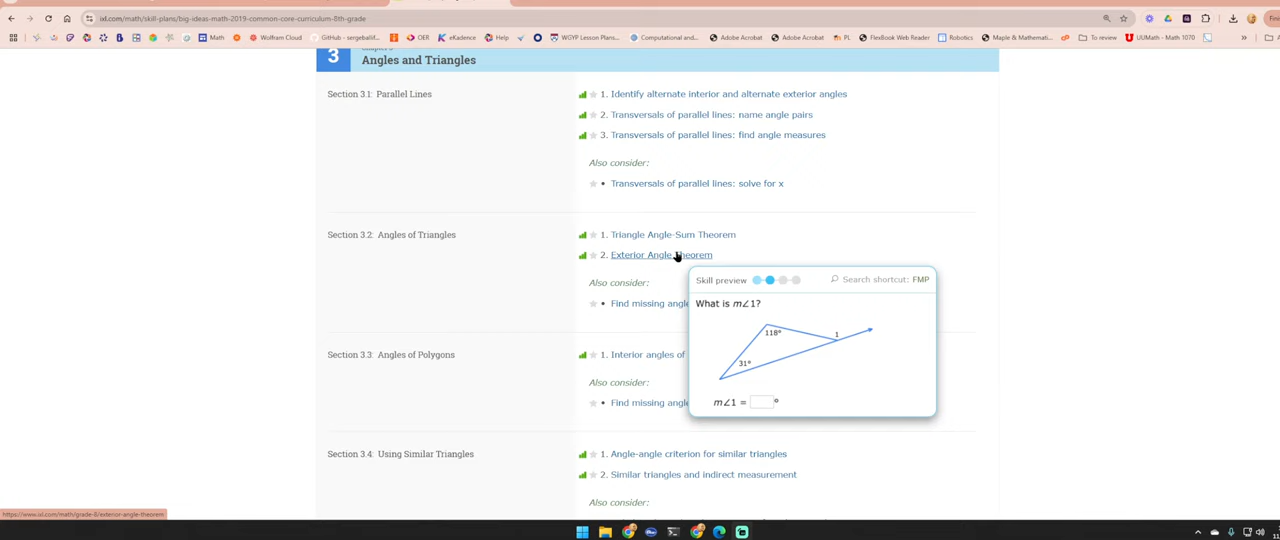 ixl.com/math/skill-plans/big-ideas-math-2019-common-core-curriculum-8th-grade
Math
Wolfram Cloud
GitHub - sergeballif...
OER
eKadence
Help
WGYP Lesson Plans...
Computational and...
Adobe Acrobat
Adobe Acrobat
PL
FlexBook Web Reader
Robotics
Maple & Mathemati...
To review
UUMath - Math 1070
3
Angles and Triangles
Section 3.1: Parallel Lines
1. Identify alternate interior and alternate exterior angles
2. Transversals of parallel lines: name angle pairs
3. Transversals of parallel lines: find angle measures
Also consider:
• Transversals of parallel lines: solve for x
Section 3.2: Angles of Triangles
1. Triangle Angle-Sum Theorem
2. Exterior Angle Theorem
Also consider:
• Find missing angle
Skill preview
Search shortcut: FMP
What is m∠1?
118°
1
31°
m∠1 = °
Section 3.3: Angles of Polygons
1. Interior angles of
Also consider:
• Find missing angle
Section 3.4: Using Similar Triangles
1. Angle-angle criterion for similar triangles
2. Similar triangles and indirect measurement
Also consider:
https://www.ixl.com/math/grade-8/exterior-angle-theorem